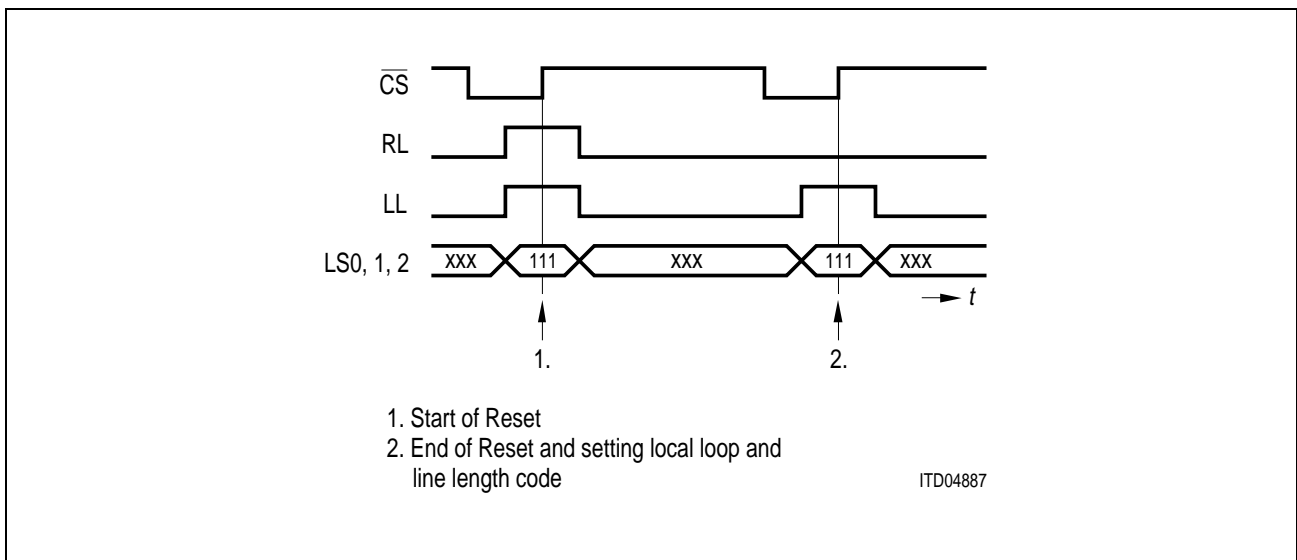 CS
RL
LL
LS0, 1, 2 xxx 111 xxx 111 xxx
t
1. 2.
1. Start of Reset
2. End of Reset and setting local loop and
line length code
ITD04887